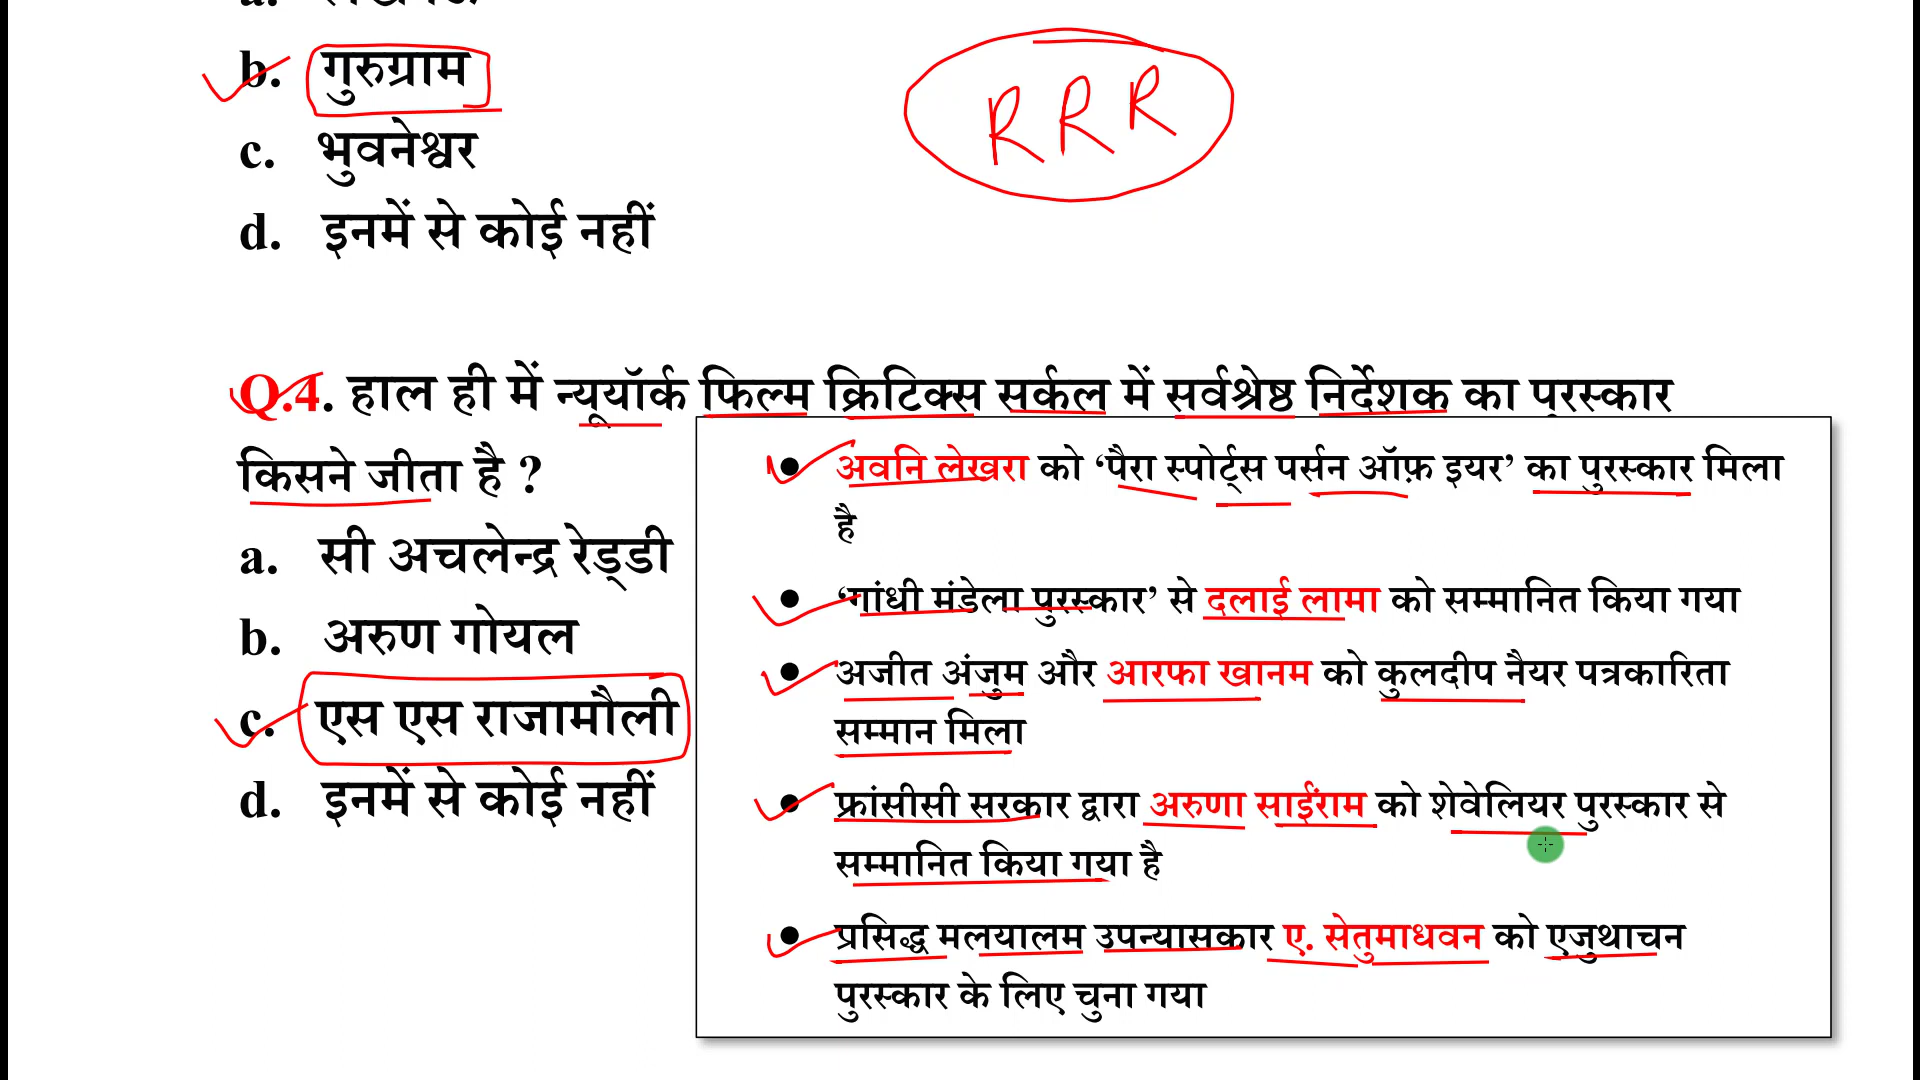 b. गुरुग्राम
RRR
c. भुवनेश्वर
d. इनमें से कोई नहीं
Q.4. हाल ही में न्यूयॉर्क फिल्म क्रिटिक्स सर्कल में सर्वश्रेष्ठ निर्देशक का पुरस्कार
किसने जीता है ?
a. सी अचलेन्द्र रेड्डी
b. अरुण गोयल
c. एस एस राजामौली
d. इनमें से कोई नहीं
● अवनि लेखरा को ‘पैरा स्पोर्ट्स पर्सन ऑफ़ इयर’ का पुरस्कार मिला
है
● ‘गांधी मंडेला पुरस्कार’ से दलाई लामा को सम्मानित किया गया
● अजीत अंजुम और आरफा खानम को कुलदीप नैयर पत्रकारिता
सम्मान मिला
● फ्रांसीसी सरकार द्वारा अरुणा साईराम को शेवेलियर पुरस्कार से
सम्मानित किया गया है
● प्रसिद्ध मलयालम उपन्यासकार ए. सेतुमाधवन को एजुथाचन
पुरस्कार के लिए चुना गया